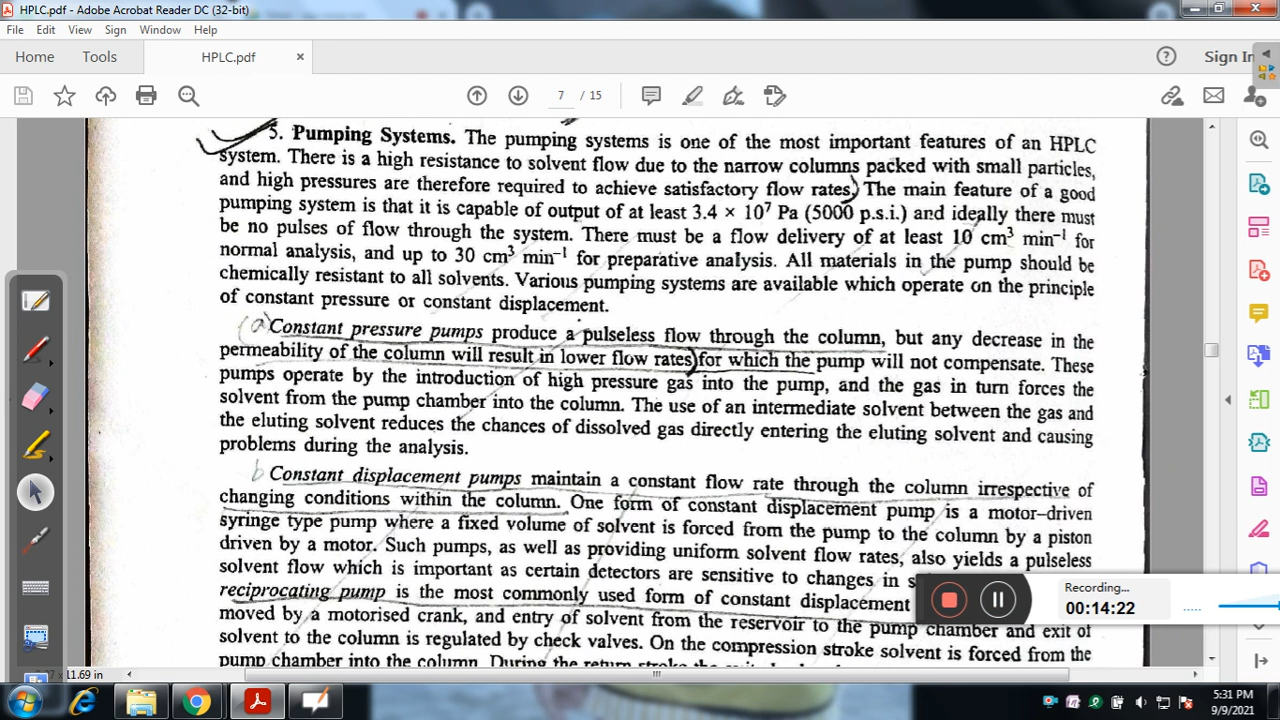 HPLC.pdf - Adobe Acrobat Reader DC (32-bit)
File Edit View Sign Window Help
Home Tools HPLC.pdf × Sign In
7 / 15
5. Pumping Systems. The pumping systems is one of the most important features of an HPLC
system. There is a high resistance to solvent flow due to the narrow columns packed with small particles,
and high pressures are therefore required to achieve satisfactory flow rates. The main feature of a good
pumping system is that it is capable of output of at least 3.4 × 10⁷ Pa (5000 p.s.i.) and ideally there must
be no pulses of flow through the system. There must be a flow delivery of at least 10 cm³ min⁻¹ for
normal analysis, and up to 30 cm³ min⁻¹ for preparative analysis. All materials in the pump should be
chemically resistant to all solvents. Various pumping systems are available which operate on the principle
of constant pressure or constant displacement.
(a) Constant pressure pumps produce a pulseless flow through the column, but any decrease in the
permeability of the column will result in lower flow rates) for which the pump will not compensate. These
pumps operate by the introduction of high pressure gas into the pump, and the gas in turn forces the
solvent from the pump chamber into the column. The use of an intermediate solvent between the gas and
the eluting solvent reduces the chances of dissolved gas directly entering the eluting solvent and causing
problems during the analysis.
b Constant displacement pumps maintain a constant flow rate through the column irrespective of
changing conditions within the column. One form of constant displacement pump is a motor–driven
syringe type pump where a fixed volume of solvent is forced from the pump to the column by a piston
driven by a motor. Such pumps, as well as providing uniform solvent flow rates, also yields a pulseless
solvent flow which is important as certain detectors are sensitive to changes in
reciprocating pump is the most commonly used form of constant displacement
moved by a motorised crank, and entry of solvent from the reservoir to the pump chamber and exit of
solvent to the column is regulated by check valves. On the compression stroke solvent is forced from the
pump chamber into the column. During the return stroke the
Recording...
00:14:22
11.69 in
5:31 PM
9/9/2021